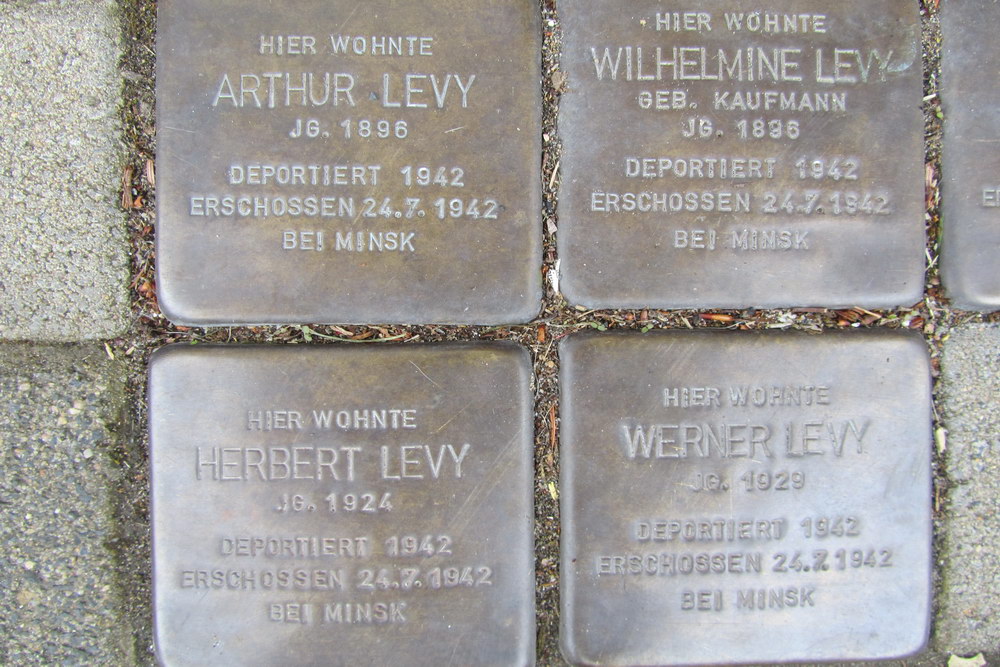 HIER WOHNTE
ARTHUR LEVY
JG. 1896
DEPORTIERT 1942
ERSCHOSSEN 24.7.1942
BEI MINSK
HIER WOHNTE
WILHELMINE LEVY
GEB. KAUFMANN
JG. 1896
DEPORTIERT 1942
ERSCHOSSEN 24.7.1942
BEI MINSK
HIER WOHNTE
HERBERT LEVY
JG. 1924
DEPORTIERT 1942
ERSCHOSSEN 24.7.1942
BEI MINSK
HIER WOHNTE
WERNER LEVY
JG. 1929
DEPORTIERT 1942
ERSCHOSSEN 24.7.1942
BEI MINSK